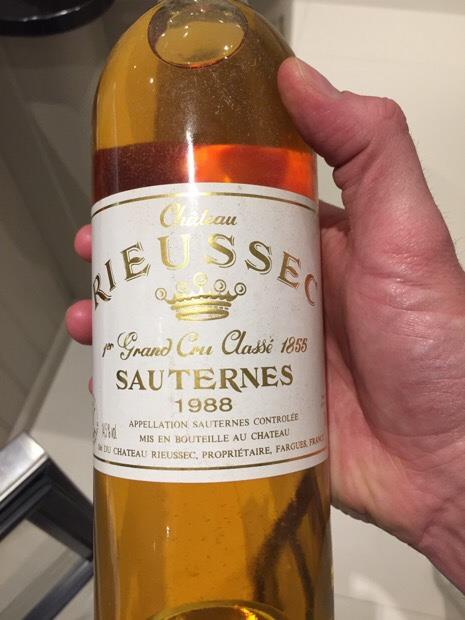 Château
RIEUSSEC
1er Grand Cru Classé 1855
SAUTERNES
1988
APPELLATION SAUTERNES CONTROLÉE
MIS EN BOUTEILLE AU CHATEAU
DU CHATEAU RIEUSSEC, PROPRIÉTAIRE, FARGUES, FRANCE